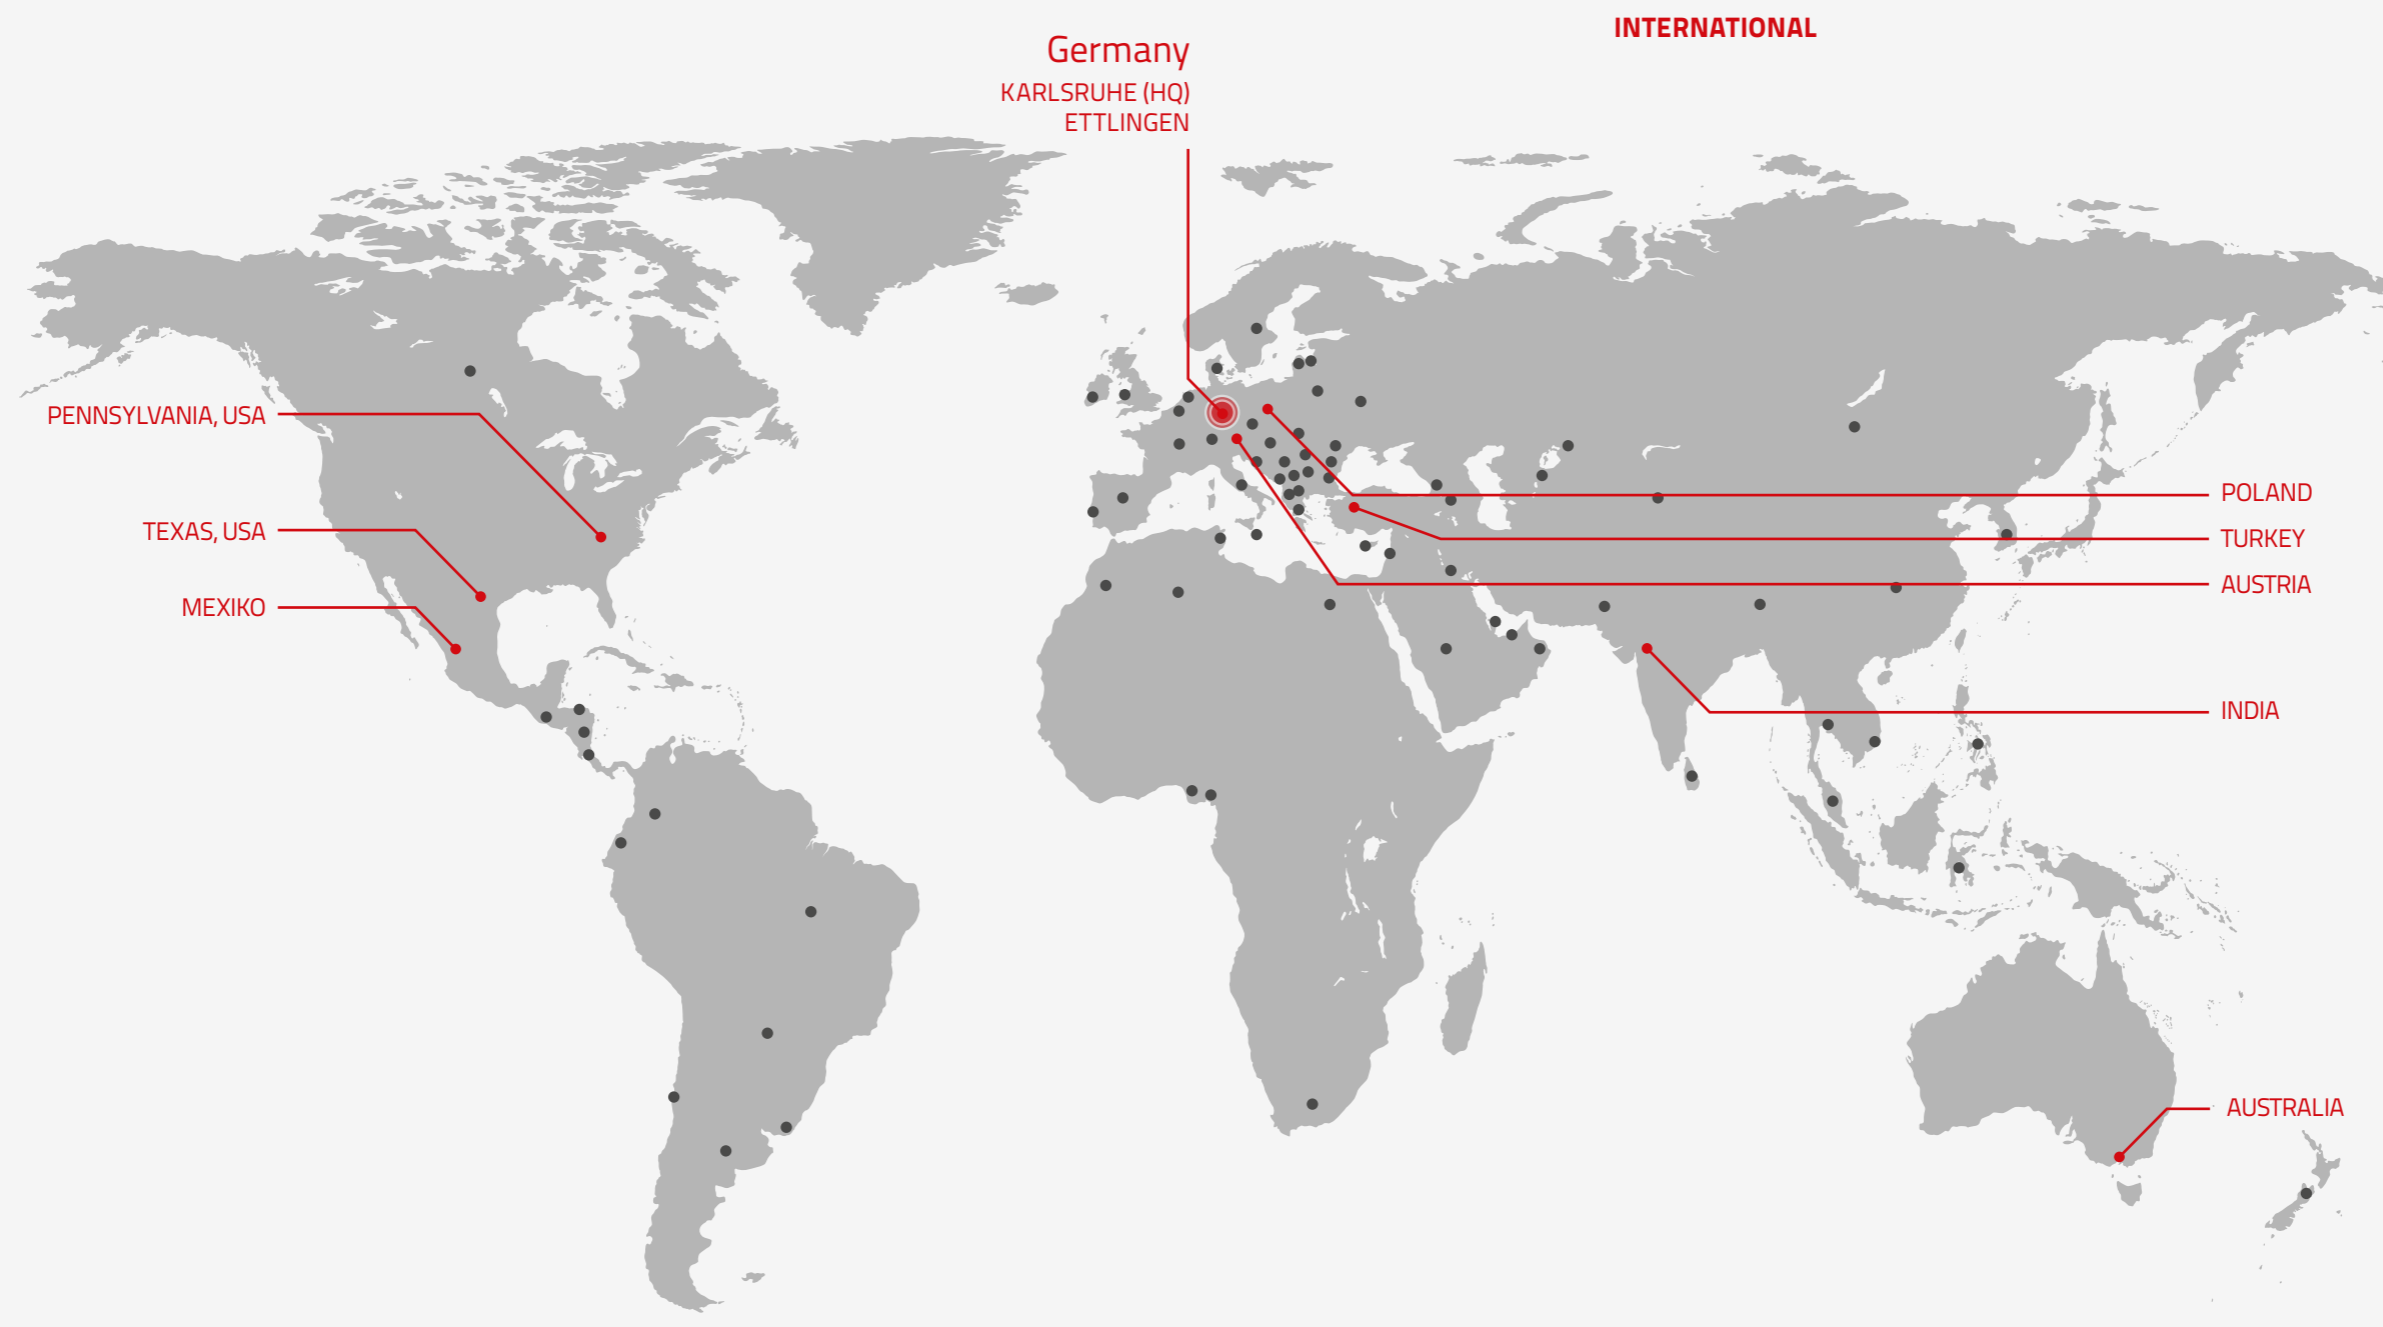 INTERNATIONAL
Germany
KARLSRUHE (HQ)
ETTLINGEN
PENNSYLVANIA, USA
TEXAS, USA
MEXIKO
POLAND
TURKEY
AUSTRIA
INDIA
AUSTRALIA